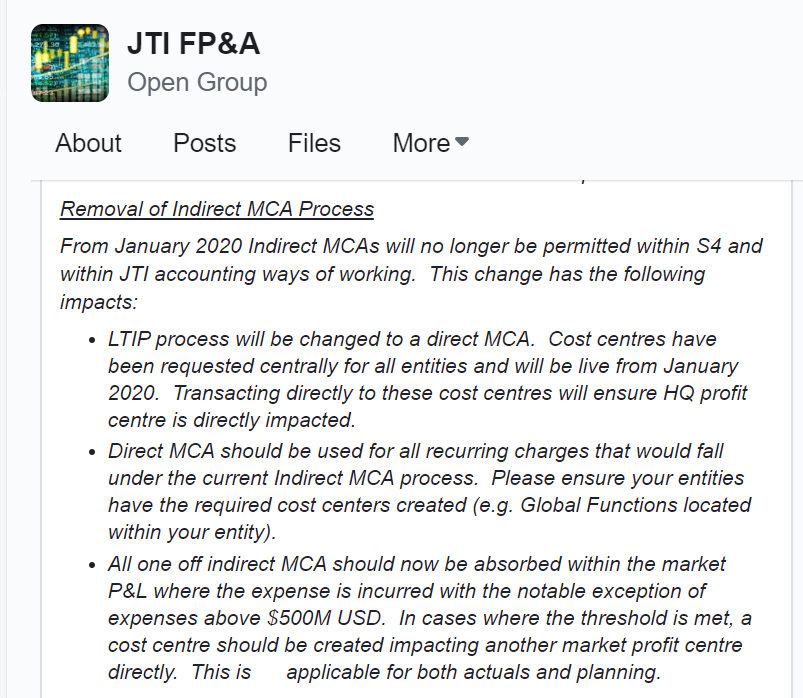 JTI FP&A
Open Group
About Posts Files More
Removal of Indirect MCA Process
From January 2020 Indirect MCAs will no longer be permitted within S4 and
within JTI accounting ways of working. This change has the following
impacts:
• LTIP process will be changed to a direct MCA. Cost centres have
been requested centrally for all entities and will be live from January
2020. Transacting directly to these cost centres will ensure HQ profit
centre is directly impacted.
• Direct MCA should be used for all recurring charges that would fall
under the current Indirect MCA process. Please ensure your entities
have the required cost centers created (e.g. Global Functions located
within your entity).
• All one off indirect MCA should now be absorbed within the market
P&L where the expense is incurred with the notable exception of
expenses above $500M USD. In cases where the threshold is met, a
cost centre should be created impacting another market profit centre
directly. This is applicable for both actuals and planning.